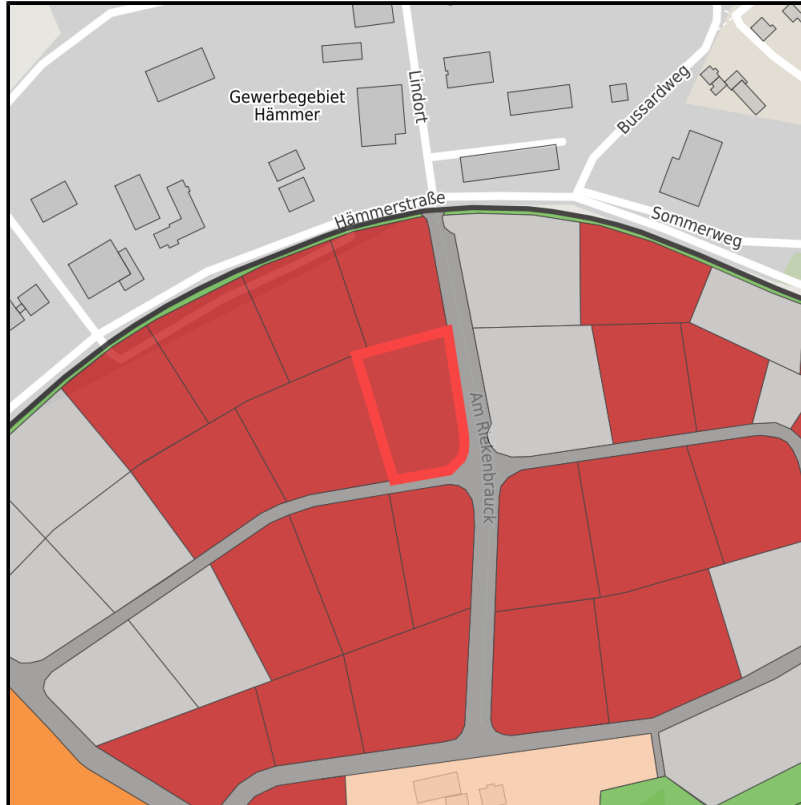 Lindort
Gewerbegebiet
Hämmer
Bussardweg
Hämmerstraße
Sommerweg
Am Riekenbrauck